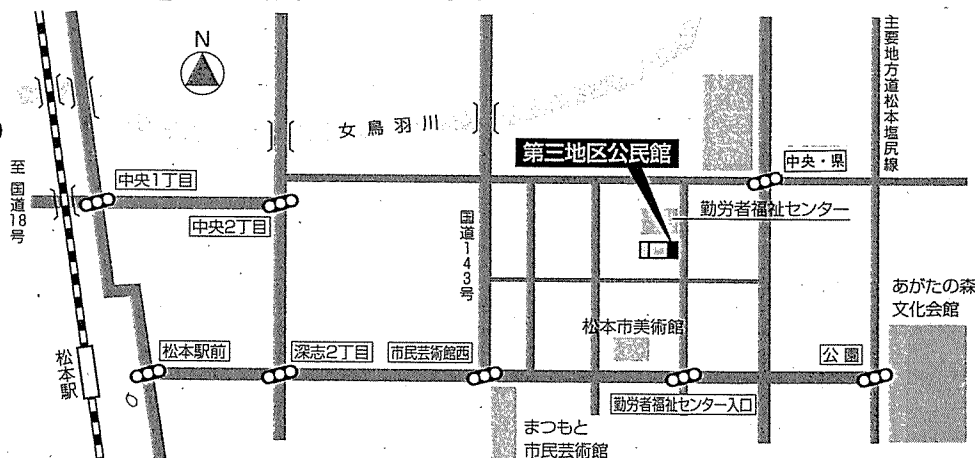 N
主要地方道松本塩尻線
女鳥羽川
第三地区公民館
中央・県
至国道18号
中央1丁目
中央2丁目
国道143号
勤労者福祉センター
あがたの森
文化会館
松本市美術館
松本駅
松本駅前
深志2丁目
市民芸術館西
公園
勤労者福祉センター入口
まつもと
市民芸術館